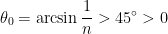 θ₀ = arcsin 1/n > 45° > 0